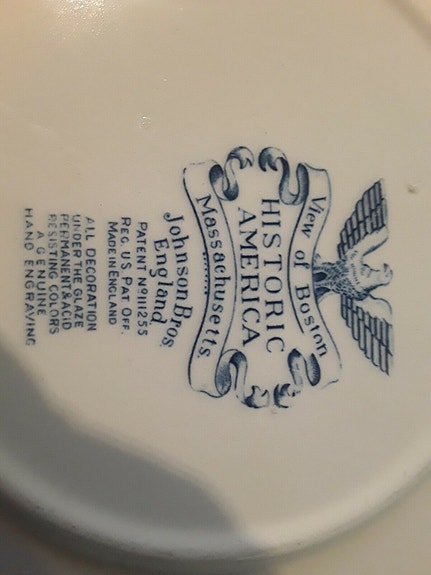 View of Boston
HISTORIC
AMERICA
Massachusetts
Johnson Bros.
England
PATENT Nº 111255
REG. U.S. PAT OFF.
MADE IN ENGLAND
ALL DECORATION
UNDER THE GLAZE
PERMANENT & ACID
RESISTING COLORS
A GENUINE
HAND ENGRAVING